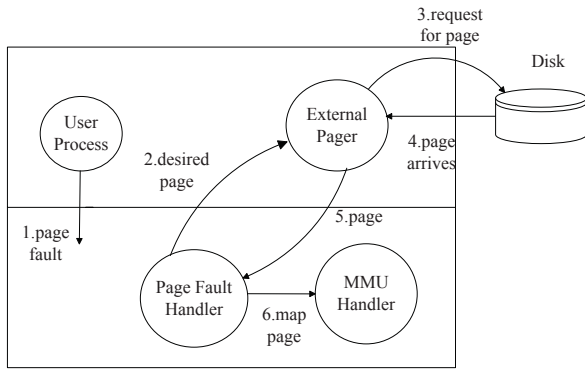 3.request
for page
Disk
External
Pager
User
Process
4.page
arrives
2.desired
page
1.page
fault
5.page
Page Fault
Handler
MMU
Handler
6.map
page